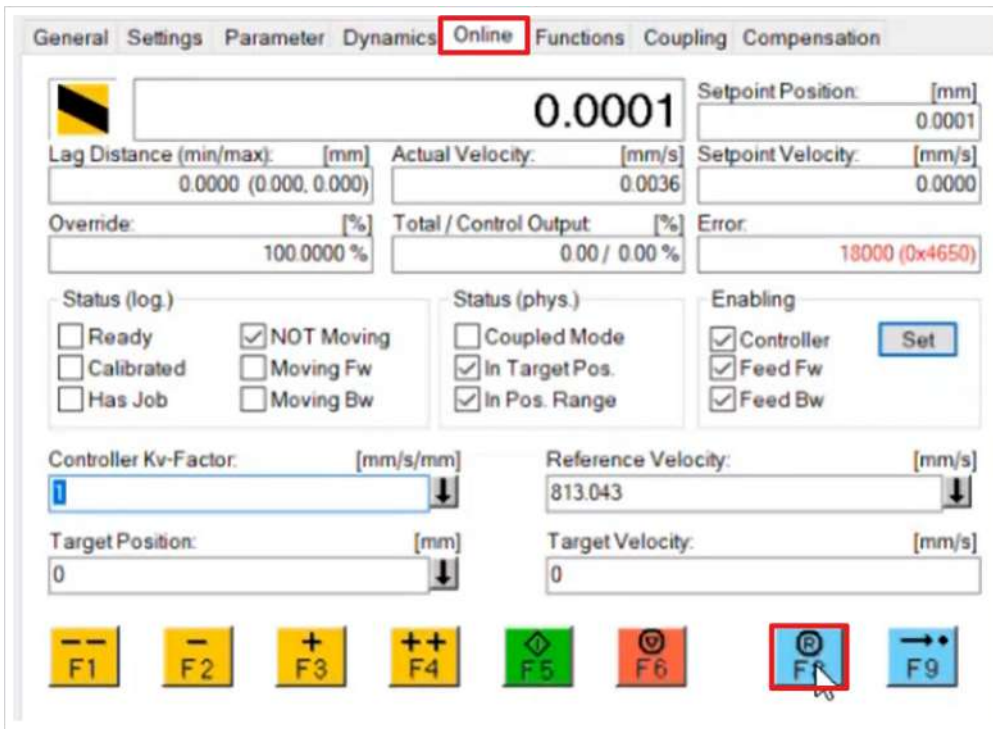 General Settings Parameter Dynamics Online Functions Coupling Compensation
0.0001
Setpoint Position: [mm]
0.0001
Lag Distance (min/max): [mm] Actual Velocity: [mm/s] Setpoint Velocity: [mm/s]
0.0000 (0.000, 0.000) 0.0036 0.0000
Override: [%] Total / Control Output: [%] Error:
100.0000 % 0.00 / 0.00 % 18000 (0x4650)
Status (log.) Status (phys.) Enabling
Ready NOT Moving Coupled Mode Controller Set
Calibrated Moving Fw In Target Pos. Feed Fw
Has Job Moving Bw In Pos. Range Feed Bw
Controller Kv-Factor: [mm/s/mm] Reference Velocity: [mm/s]
1 813.043
Target Position: [mm] Target Velocity: [mm/s]
0 0
-- - + ++ R
F1 F2 F3 F4 F5 F6 F8 F9